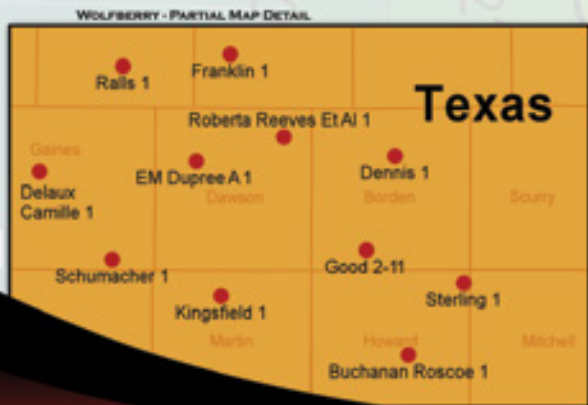 WOLFBERRY - PARTIAL MAP DETAIL
Ralls 1
Franklin 1
Texas
Roberta Reeves Et Al 1
Gaines
EM Dupree A 1
Dennis 1
Delaux
Camille 1
Dawson
Borden
Scurry
Schumacher 1
Good 2-11
Kingsfield 1
Sterling 1
Martin
Howard
Mitchell
Buchanan Roscoe 1